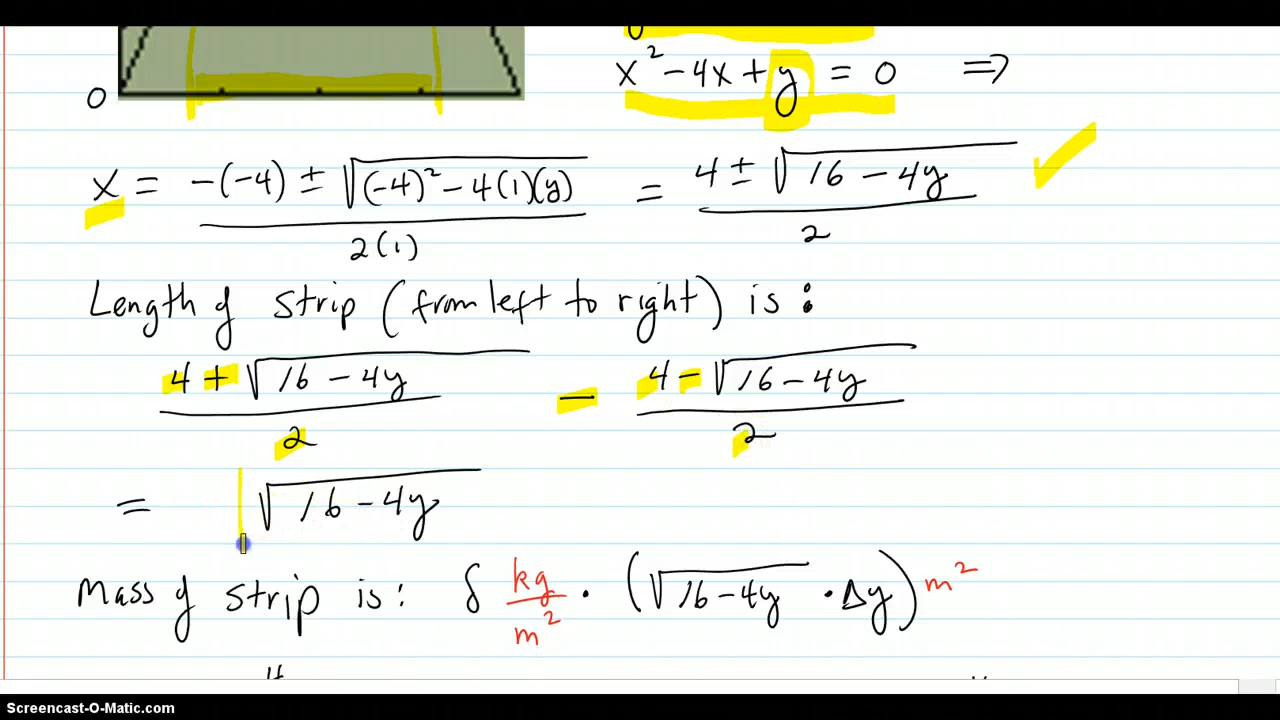 0
x² - 4x + y = 0 ⇒
x = (-(-4) ± √((-4)² - 4(1)(y))) / 2(1) = (4 ± √(16 - 4y)) / 2
Length of strip (from left to right) is:
(4 + √(16 - 4y)) / 2 - (4 - √(16 - 4y)) / 2
= √(16 - 4y)
Mass of strip is: δ kg/m² · (√(16 - 4y) · Δy) m²
Screencast-O-Matic.com